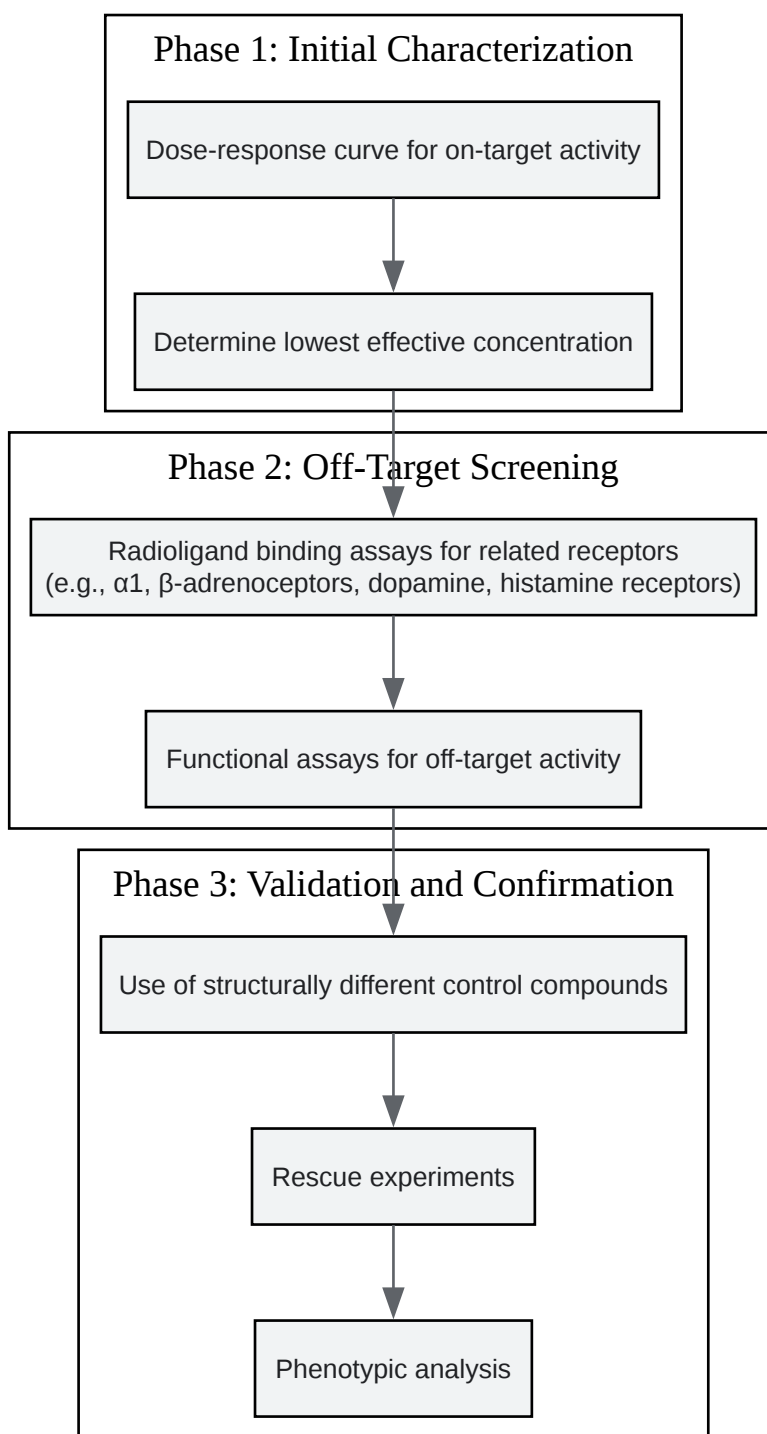 Phase 1: Initial Characterization
Dose-response curve for on-target activity
Determine lowest effective concentration
Phase 2: Off-Target Screening
Radioligand binding assays for related receptors
(e.g., α1, β-adrenoceptors, dopamine, histamine receptors)
Functional assays for off-target activity
Phase 3: Validation and Confirmation
Use of structurally different control compounds
Rescue experiments
Phenotypic analysis